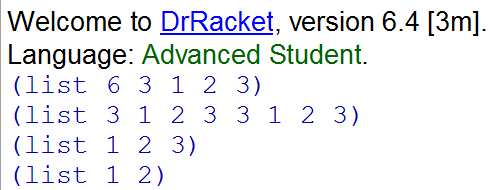 Welcome to DrRacket, version 6.4 [3m].
Language: Advanced Student.
(list 6 3 1 2 3)
(list 3 1 2 3 3 1 2 3)
(list 1 2 3)
(list 1 2)